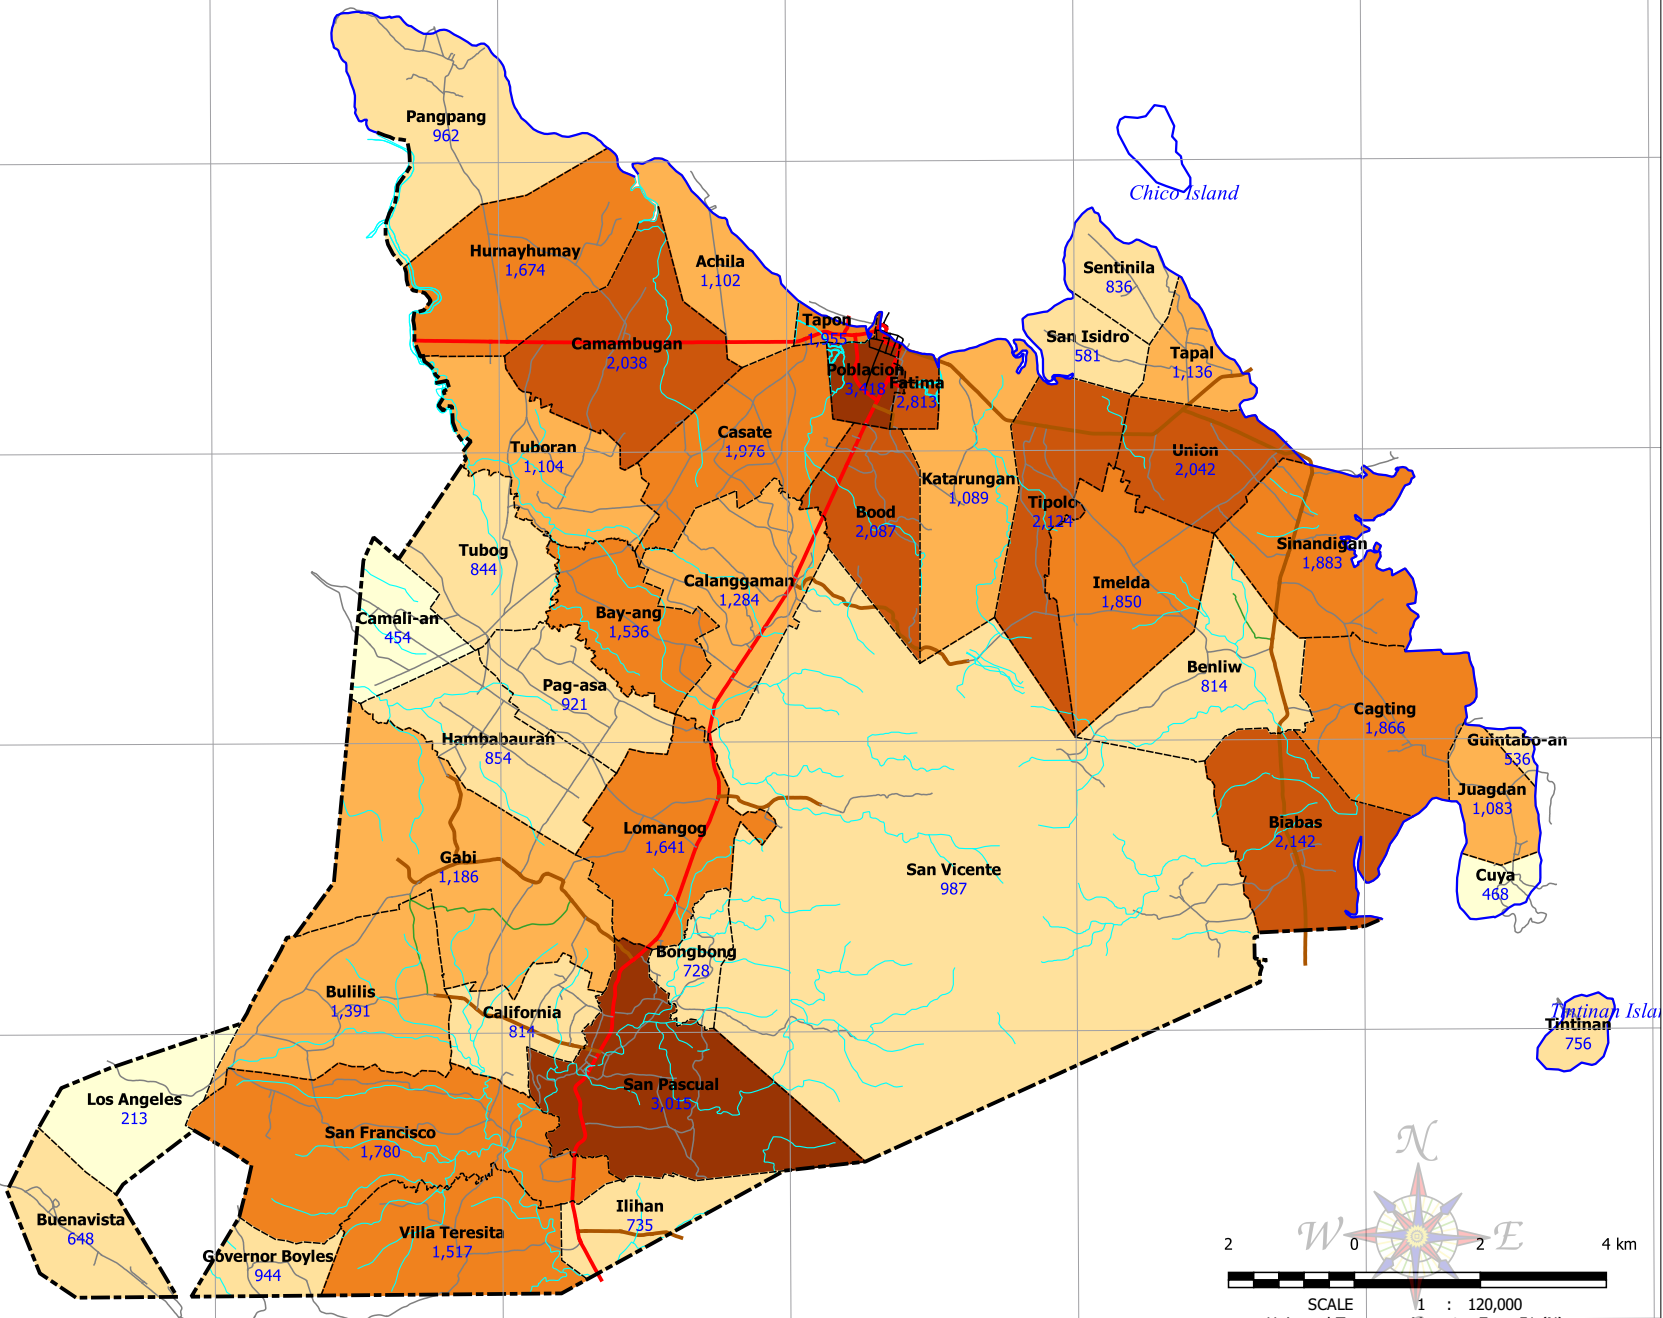 Pangpang
962
Chico Island
Hurnayhumay
1,674
Achila
1,102
Sentinila
836
Tapon
1,955
San Isidro
581
Camambugan
2,038
Tapal
1,136
Poblacion
3,418
Fatima
2,813
Tuboran
1,104
Casate
1,976
Union
2,042
Katarungan
1,089
Tipolo
2,124
Bood
2,087
Tubog
844
Sinandigan
1,883
Calanggaman
1,284
Imelda
1,850
Camali-an
454
Bay-ang
1,536
Benliw
814
Pag-asa
921
Cagting
1,866
Hambabauran
854
Guintabo-an
536
Juagdan
1,083
Lomangog
1,641
Biabas
2,142
Gabi
1,186
San Vicente
987
Cuya
468
Bongbong
728
Bulilis
1,391
California
814
Tintinan Islan
Tintinan
756
San Pascual
3,015
Los Angeles
213
San Francisco
1,780
N
Buenavista
648
Ilihan
735
Villa Teresita
1,517
W
E
Governor Boyles
944
2 0 2 4 km
SCALE 1 : 120,000